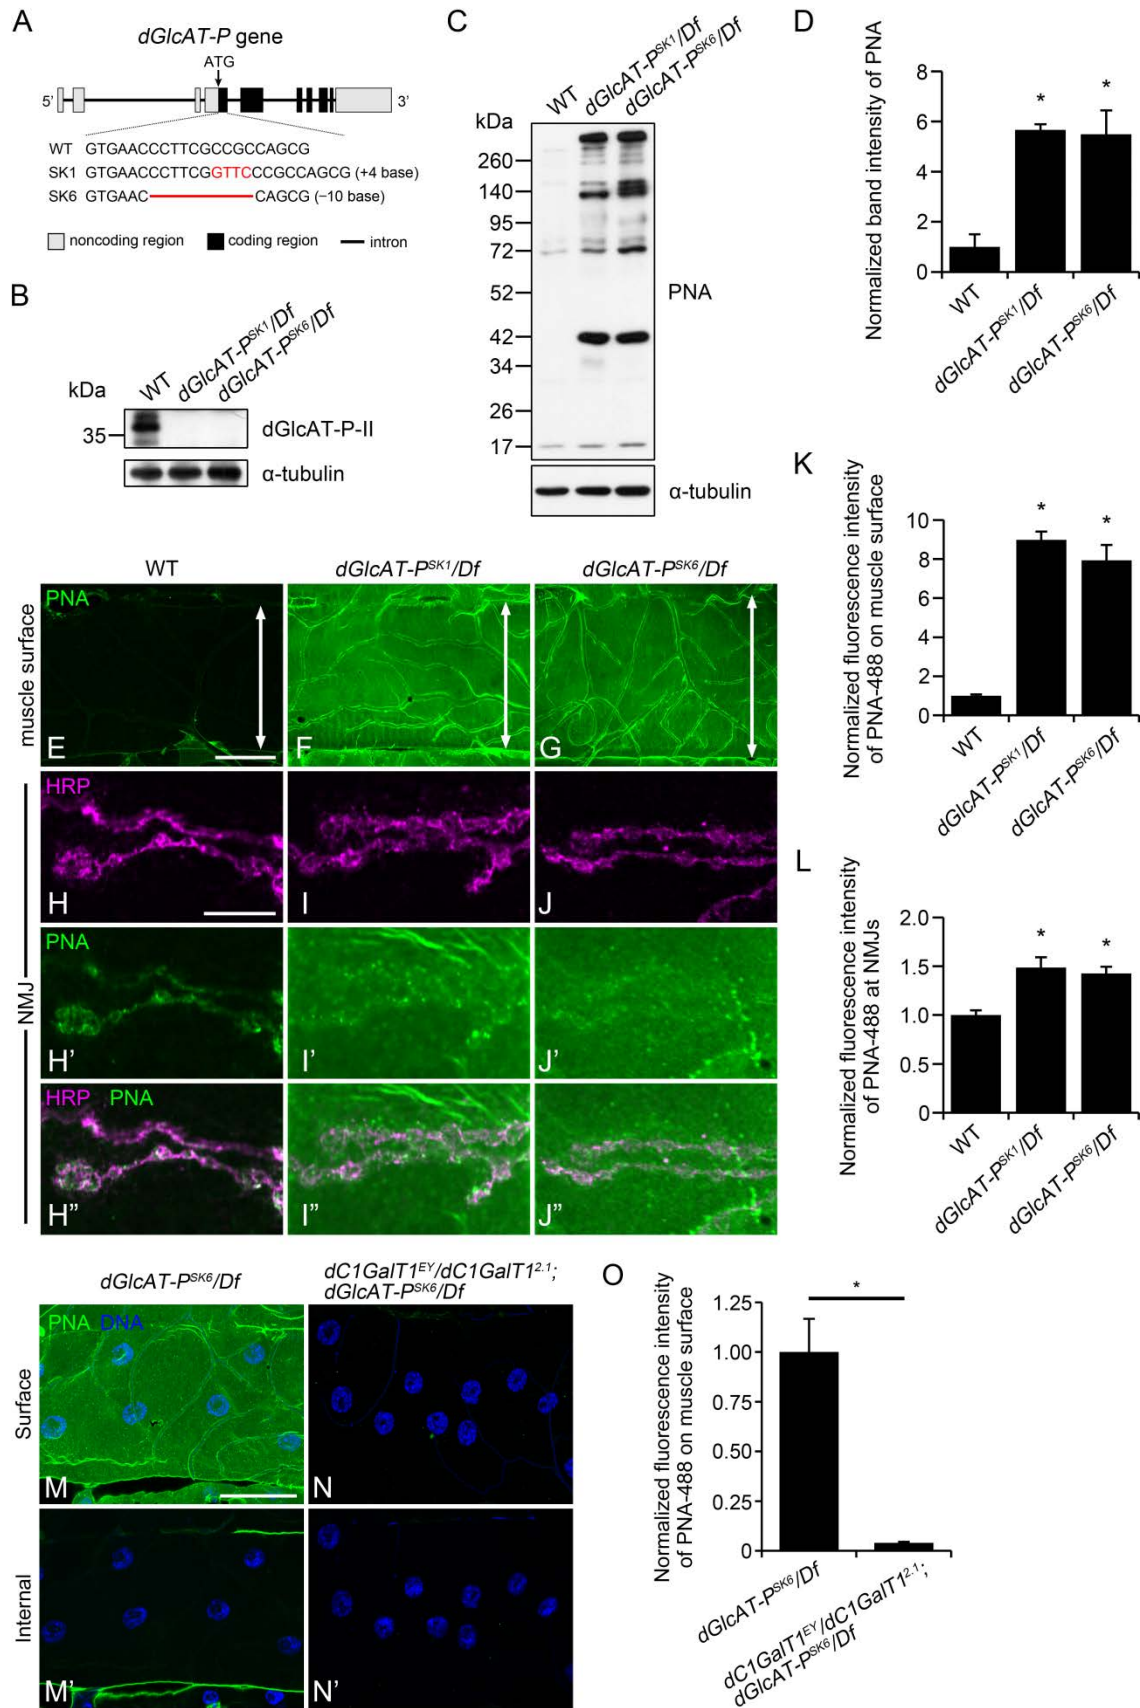 A
dGlcAT-P gene
ATG
5'
3'
WT GTGAACCCTTCGCCGCCAGCG
SK1 GTGAACCCTTCGGTTCCCGCCAGCG (+4 base)
SK6 GTGAAC CAGCG (−10 base)
noncoding region coding region intron
B
kDa
WT
dGlcAT-P^SK1/Df
dGlcAT-P^SK6/Df
35
dGlcAT-P-II
α-tubulin
C
kDa
WT
dGlcAT-P^SK1/Df
dGlcAT-P^SK6/Df
260
140
95
72
52
42
34
26
17
PNA
α-tubulin
D
Normalized band intensity of PNA
8
6
4
2
0
*
*
WT
dGlcAT-P^SK1/Df
dGlcAT-P^SK6/Df
WT
dGlcAT-P^SK1/Df
dGlcAT-P^SK6/Df
muscle surface
PNA
E
F
G
NMJ
HRP
H
I
J
PNA
H'
I'
J'
HRP PNA
H"
I"
J"
K
Normalized fluorescence intensity
of PNA-488 on muscle surface
10
8
6
4
2
0
*
*
WT
dGlcAT-P^SK1/Df
dGlcAT-P^SK6/Df
L
Normalized fluorescence intensity
of PNA-488 at NMJs
2.0
1.5
1.0
0.5
0
*
*
WT
dGlcAT-P^SK1/Df
dGlcAT-P^SK6/Df
dGlcAT-P^SK6/Df
dC1GalT1^EY/dC1GalT1^2.1;
dGlcAT-P^SK6/Df
Surface
PNA DNA
M
N
Internal
M'
N'
O
Normalized fluorescence intensity
of PNA-488 on muscle surface
1.25
1.00
0.75
0.50
0.25
0
*
dGlcAT-P^SK6/Df
dC1GalT1^EY/dC1GalT1^2.1;
dGlcAT-P^SK6/Df